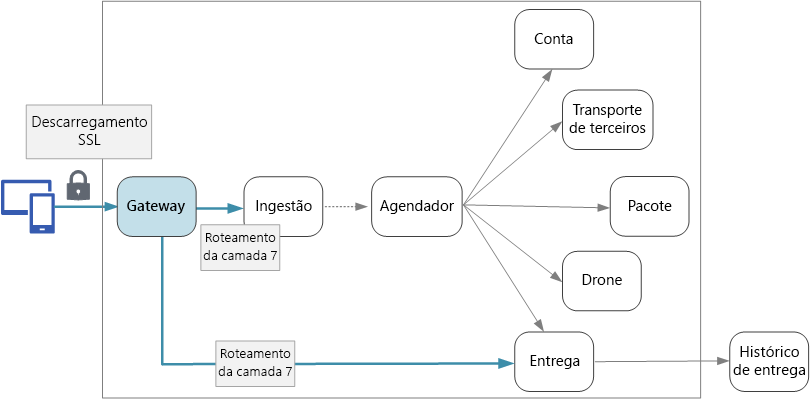 Conta
Transporte
de terceiros
Descarregamento
SSL
Gateway
Ingestão
Agendador
Pacote
Roteamento
da camada 7
Drone
Roteamento
da camada 7
Entrega
Histórico
de entrega